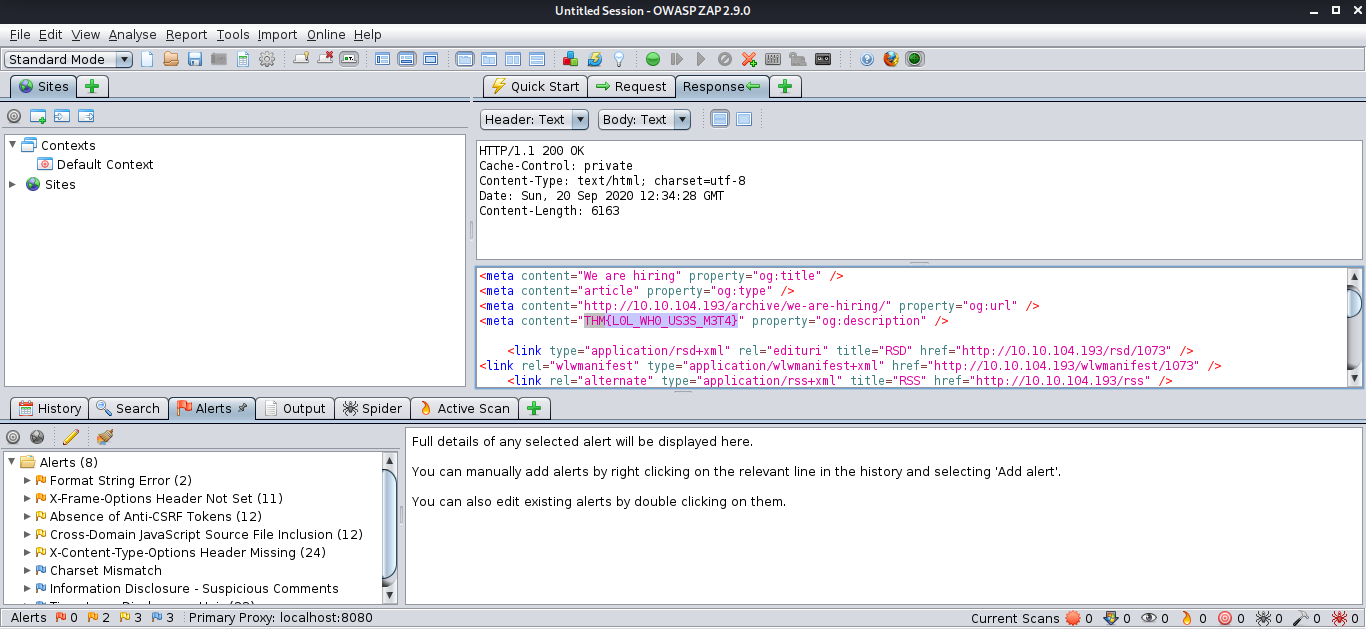 Untitled Session - OWASP ZAP 2.9.0
File Edit View Analyse Report Tools Import Online Help
Standard Mode
Sites
Quick Start Request Response
Header: Text Body: Text
Contexts
Default Context
Sites
HTTP/1.1 200 OK
Cache-Control: private
Content-Type: text/html; charset=utf-8
Date: Sun, 20 Sep 2020 12:34:28 GMT
Content-Length: 6163
<meta content="We are hiring" property="og:title" />
<meta content="article" property="og:type" />
<meta content="http://10.10.104.193/archive/we-are-hiring/" property="og:url" />
<meta content="THM{LOL_WHO_US3S_M3T4}" property="og:description" />
<link type="application/rsd+xml" rel="edituri" title="RSD" href="http://10.10.104.193/rsd/1073" />
<link rel="wlwmanifest" type="application/wlwmanifest+xml" href="http://10.10.104.193/wlwmanifest/1073" />
<link rel="alternate" type="application/rss+xml" title="RSS" href="http://10.10.104.193/rss" />
History Search Alerts Output Spider Active Scan
Alerts (8)
Format String Error (2)
X-Frame-Options Header Not Set (11)
Absence of Anti-CSRF Tokens (12)
Cross-Domain JavaScript Source File Inclusion (12)
X-Content-Type-Options Header Missing (24)
Charset Mismatch
Information Disclosure - Suspicious Comments
Full details of any selected alert will be displayed here.
You can manually add alerts by right clicking on the relevant line in the history and selecting 'Add alert'.
You can also edit existing alerts by double clicking on them.
Alerts 0 2 3 3 Primary Proxy: localhost:8080 Current Scans 0 0 0 0 0 0 0 0